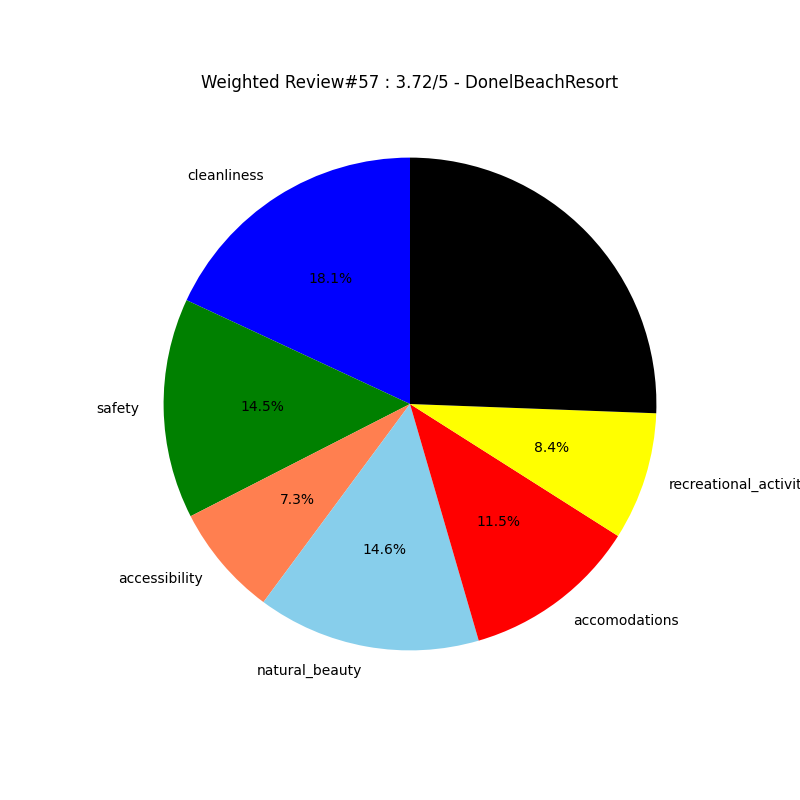 Weighted Review#57 : 3.72/5 - DonelBeachResort
cleanliness
18.1%
safety
14.5%
8.4%
recreational_activit
7.3%
11.5%
14.6%
accessibility
accomodations
natural_beauty